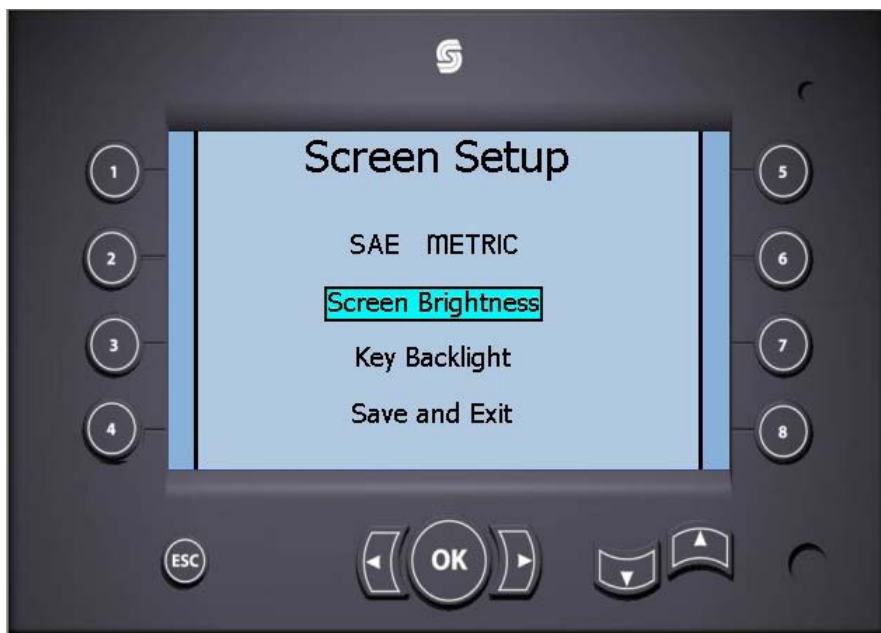 Screen Setup
SAE METRIC
Screen Brightness
Key Backlight
Save and Exit
1
2
3
4
5
6
7
8
ESC
OK